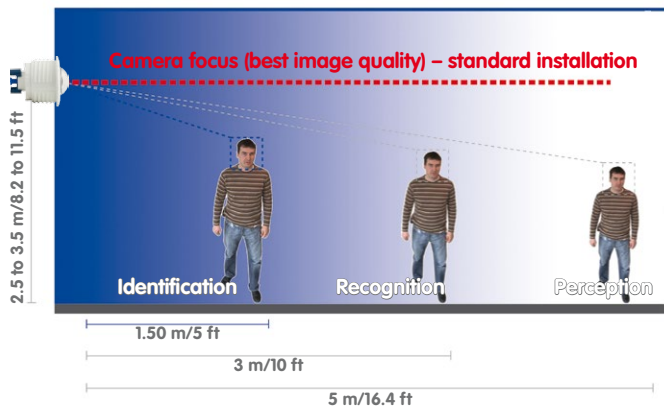 Camera focus (best image quality) – standard installation
2.5 to 3.5 m/8.2 to 11.5 ft
Identification
Recognition
Perception
1.50 m/5 ft
3 m/10 ft
5 m/16.4 ft